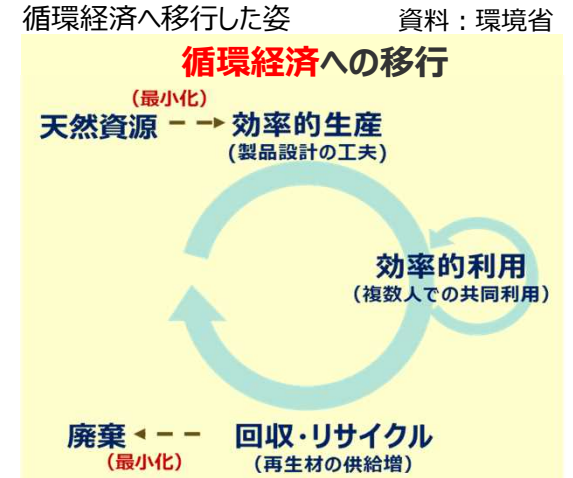 循環経済へ移行した姿 資料：環境省
循環経済への移行
(最小化)
天然資源 効率的生産
(製品設計の工夫)
効率的利用
(複数人での共同利用)
廃棄 回収・リサイクル
(最小化) (再生材の供給増)